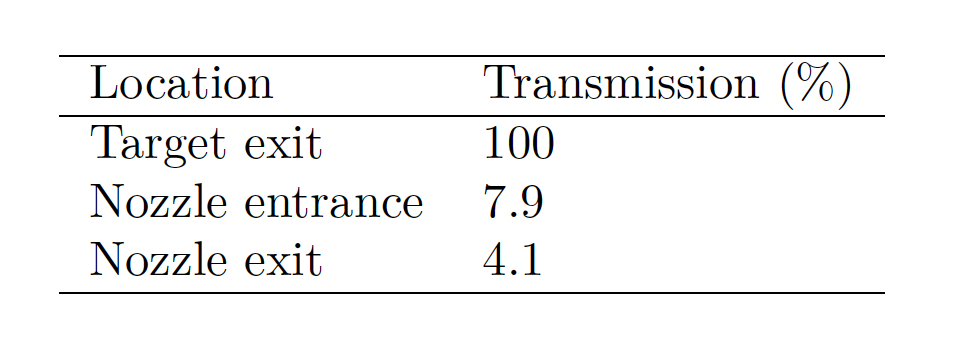 Location Transmission (%)
Target exit 100
Nozzle entrance 7.9
Nozzle exit 4.1